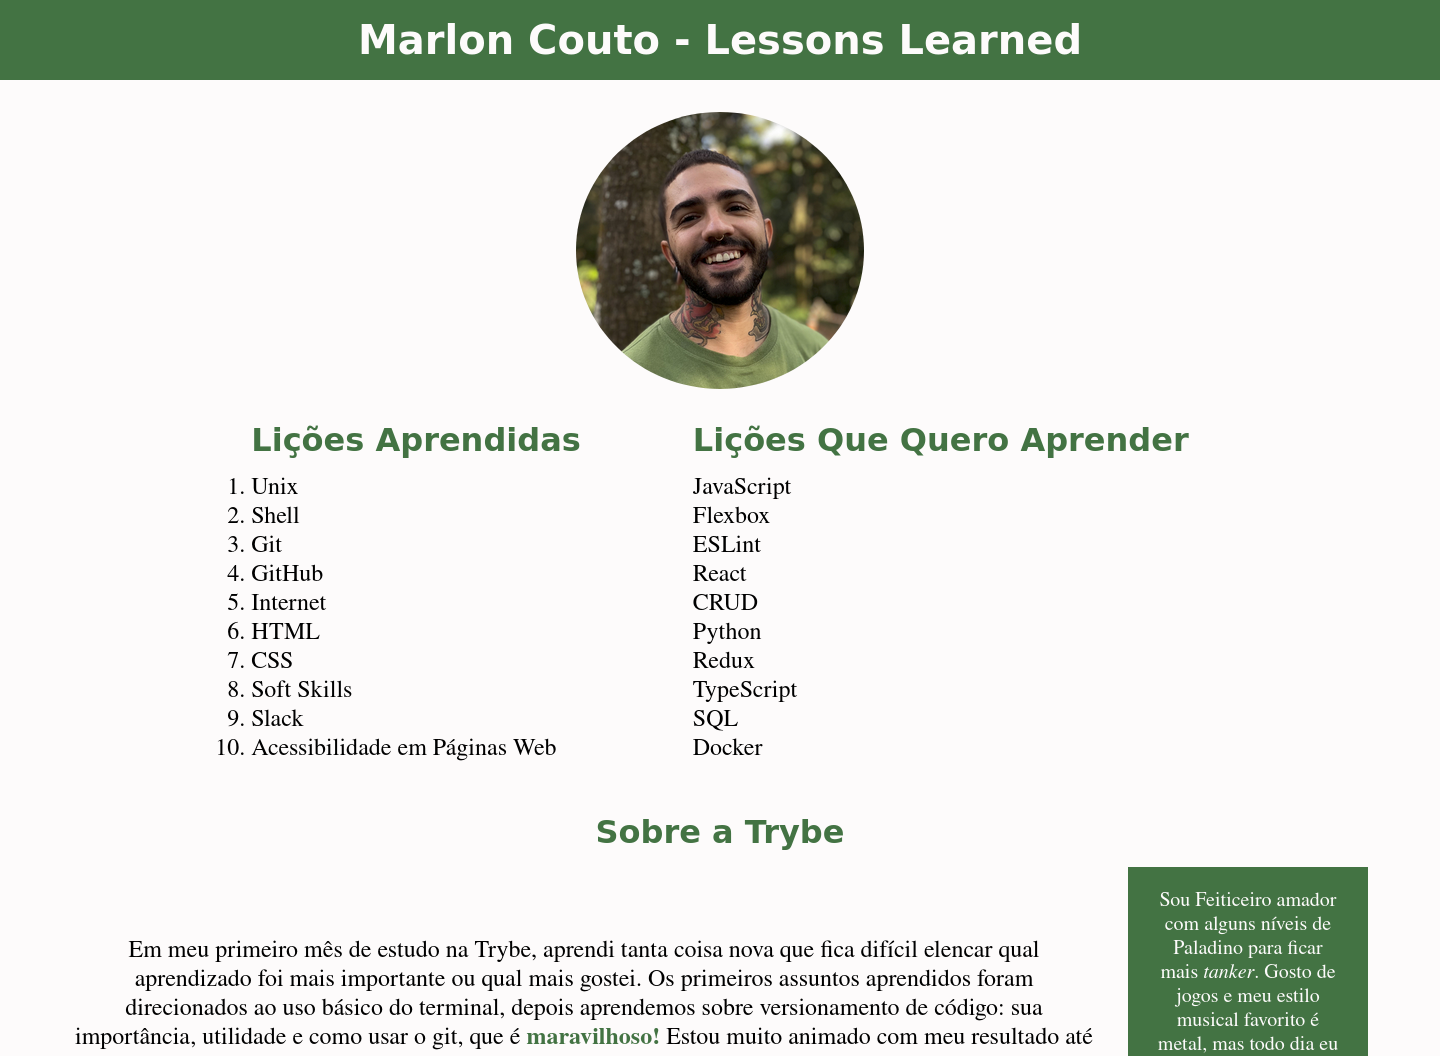 Marlon Couto - Lessons Learned
Lições Aprendidas
1. Unix
2. Shell
3. Git
4. GitHub
5. Internet
6. HTML
7. CSS
8. Soft Skills
9. Slack
10. Acessibilidade em Páginas Web
Lições Que Quero Aprender
JavaScript
Flexbox
ESLint
React
CRUD
Python
Redux
TypeScript
SQL
Docker
Sobre a Trybe
Em meu primeiro mês de estudo na Trybe, aprendi tanta coisa nova que fica difícil elencar qual
aprendizado foi mais importante ou qual mais gostei. Os primeiros assuntos aprendidos foram
direcionados ao uso básico do terminal, depois aprendemos sobre versionamento de código: sua
importância, utilidade e como usar o git, que é maravilhoso! Estou muito animado com meu resultado até
Sou Feiticeiro amador
com alguns níveis de
Paladino para ficar
mais tanker. Gosto de
jogos e meu estilo
musical favorito é
metal, mas todo dia eu